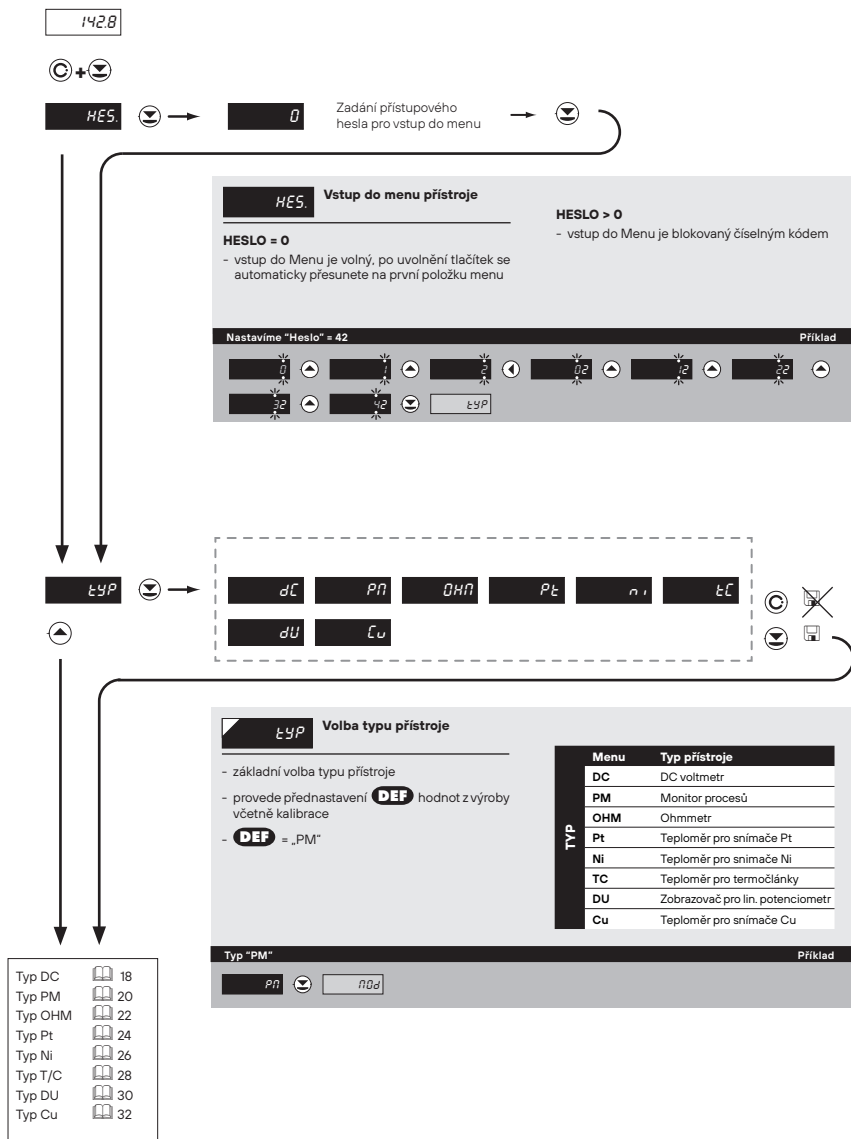 142.8
+
HES.
0
Zadání přístupového
hesla pro vstup do menu
HES.
Vstup do menu přístroje
HESLO = 0
- vstup do Menu je volný, po uvolnění tlačítek se
automaticky přesunete na první položku menu
HESLO > 0
- vstup do Menu je blokovaný číselným kódem
Nastavíme "Heslo" = 42 Příklad
0 1 2 02 12 22
32 42 tYP
tYP
dC PM OHM Pt ni tC
dU Cu
tYP
Volba typu přístroje
- základní volba typu přístroje
- provede přednastavení DEF hodnot z výroby
včetně kalibrace
- DEF = „PM“
TYP
Menu Typ přístroje
DC DC voltmetr
PM Monitor procesů
OHM Ohmmetr
Pt Teploměr pro snímače Pt
Ni Teploměr pro snimače Ni
TC Teploměr pro termočlánky
DU Zobrazovač pro lin. potenciometr
Cu Teploměr pro snímače Cu
Typ "PM" Příklad
PM MOd
Typ DC 18
Typ PM 20
Typ OHM 22
Typ Pt 24
Typ Ni 26
Typ T/C 28
Typ DU 30
Typ Cu 32